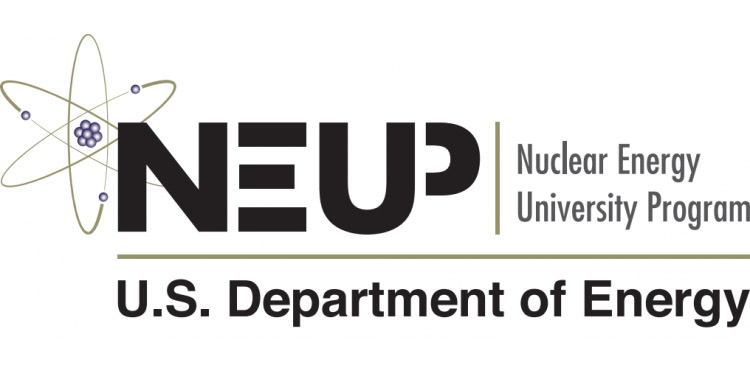 NEUP
Nuclear Energy
University Program
U.S. Department of Energy